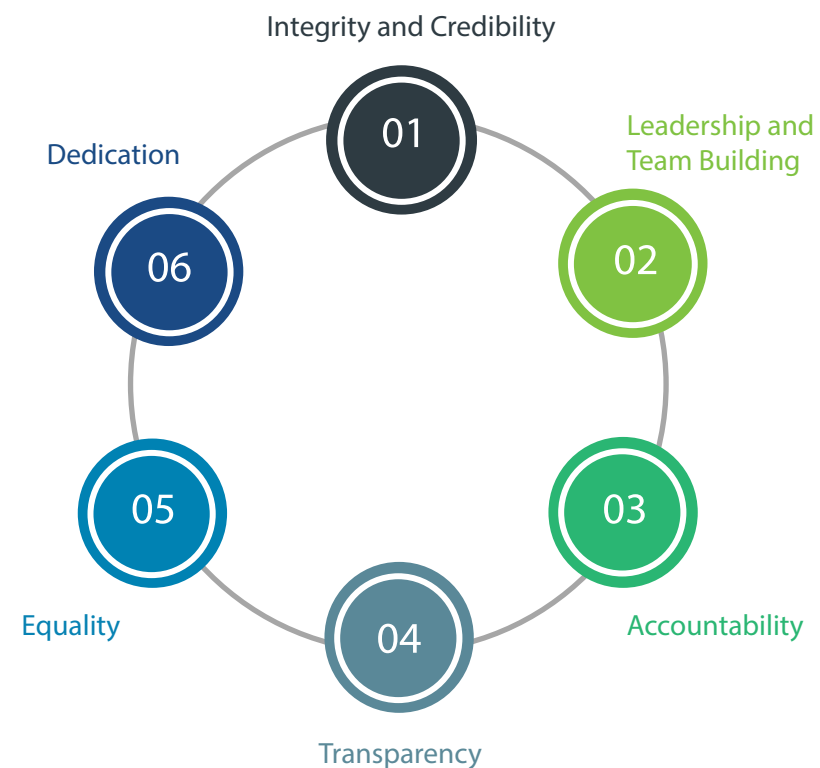 Integrity and Credibility
01
Leadership and
Team Building
02
03
Accountability
04
Transparency
05
Equality
Dedication
06